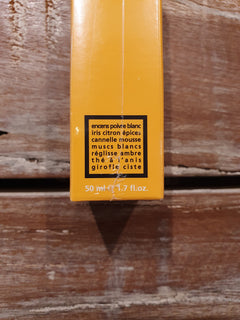 encens poivre blanc
iris citron épices
cannelle mousse
muscs blancs
réglisse ambre
thé à l'anis
girofle ciste
50 ml 1.7 fl.oz.